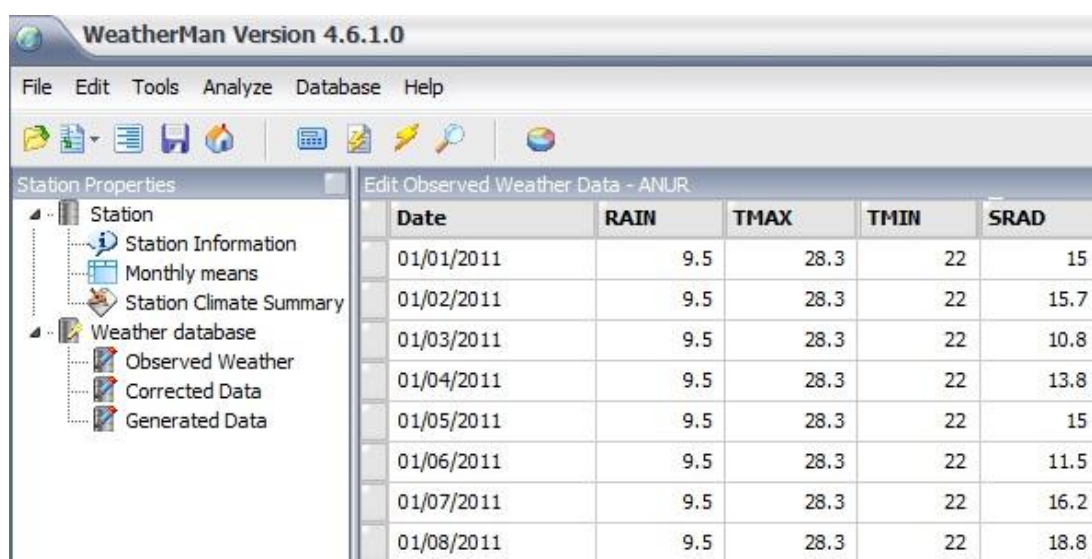 WeatherMan Version 4.6.1.0
File Edit Tools Analyze Database Help
Station Properties
Station
Station Information
Monthly means
Station Climate Summary
Weather database
Observed Weather
Corrected Data
Generated Data
Edit Observed Weather Data - ANUR
Date RAIN TMAX TMIN SRAD
01/01/2011 9.5 28.3 22 15
01/02/2011 9.5 28.3 22 15.7
01/03/2011 9.5 28.3 22 10.8
01/04/2011 9.5 28.3 22 13.8
01/05/2011 9.5 28.3 22 15
01/06/2011 9.5 28.3 22 11.5
01/07/2011 9.5 28.3 22 16.2
01/08/2011 9.5 28.3 22 18.8